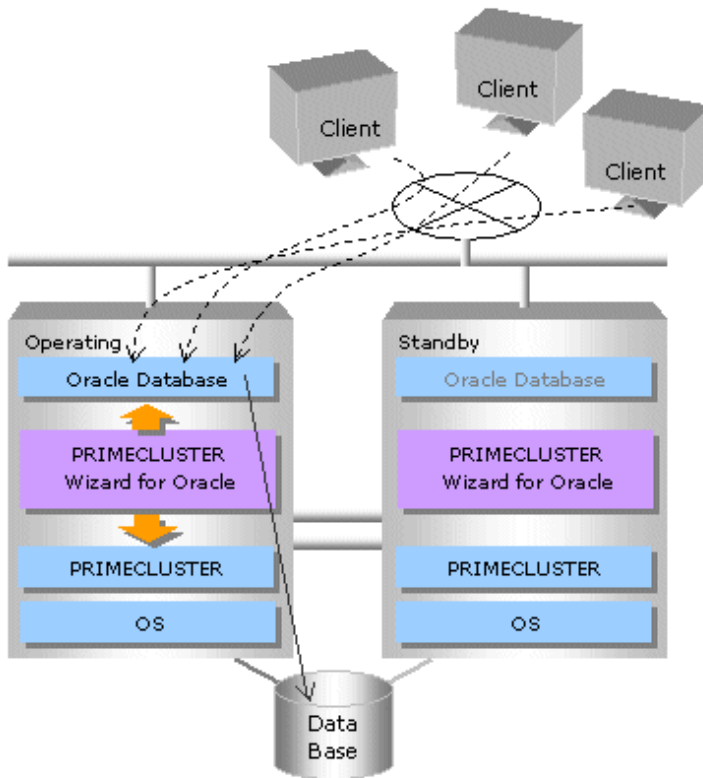 Client
Client
Client
Operating
Oracle Database
PRIMECLUSTER
Wizard for Oracle
PRIMECLUSTER
OS
Standby
Oracle Database
PRIMECLUSTER
Wizard for Oracle
PRIMECLUSTER
OS
Data
Base